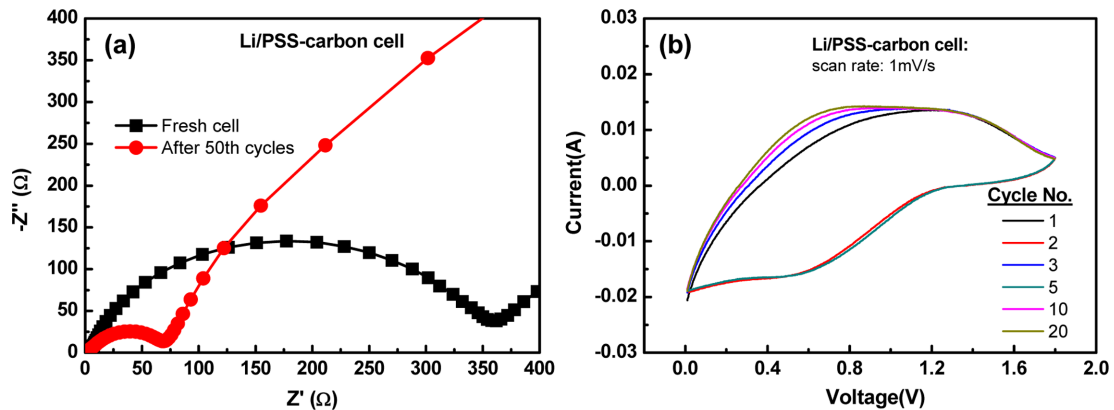 (a)
Li/PSS-carbon cell
Fresh cell
After 50th cycles
-Z'' (Ω)
400
350
300
250
200
150
100
50
0
0 50 100 150 200 250 300 350 400
Z' (Ω)
(b)
Li/PSS-carbon cell:
scan rate: 1mV/s
Current(A)
0.03
0.02
0.01
0.00
-0.01
-0.02
-0.03
Cycle No.
1
2
3
5
10
20
0.0 0.4 0.8 1.2 1.6 2.0
Voltage(V)